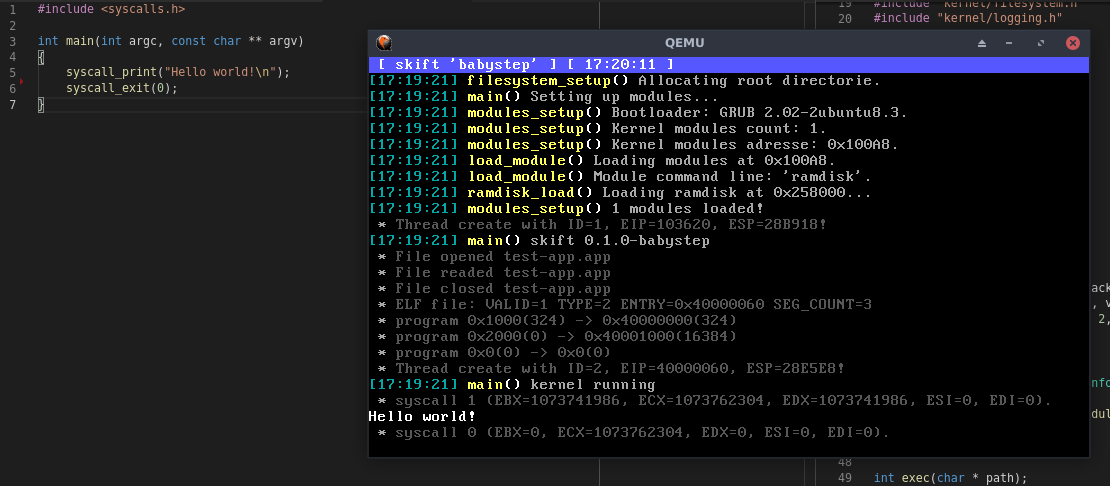 1 #include <syscalls.h>
2
3 int main(int argc, const char ** argv)
4 {
5 syscall_print("Hello world!\n");
6 syscall_exit(0);
7 }
19 #include "kernel/filesystem.h"
20 #include "kernel/logging.h"
QEMU
[ skift 'babystep' ] [ 17:20:11 ]
[17:19:21] filesystem_setup() Allocating root directorie.
[17:19:21] main() Setting up modules...
[17:19:21] modules_setup() Bootloader: GRUB 2.02-2ubuntu8.3.
[17:19:21] modules_setup() Kernel modules count: 1.
[17:19:21] modules_setup() Kernel modules adresse: 0x100A8.
[17:19:21] load_module() Loading modules at 0x100A8.
[17:19:21] load_module() Module command line: 'ramdisk'.
[17:19:21] ramdisk_load() Loading ramdisk at 0x258000...
[17:19:21] modules_setup() 1 modules loaded!
* Thread create with ID=1, EIP=103620, ESP=28B918!
[17:19:21] main() skift 0.1.0-babystep
* File opened test-app.app
* File readed test-app.app
* File closed test-app.app
* ELF file: VALID=1 TYPE=2 ENTRY=0x40000060 SEG_COUNT=3
* program 0x1000(324) -> 0x40000000(324)
* program 0x2000(0) -> 0x40001000(16384)
* program 0x0(0) -> 0x0(0)
* Thread create with ID=2, EIP=40000060, ESP=28E5E8!
[17:19:21] main() kernel running
* syscall 1 (EBX=1073741986, ECX=1073762304, EDX=1073741986, ESI=0, EDI=0).
Hello world!
* syscall 0 (EBX=0, ECX=1073762304, EDX=0, ESI=0, EDI=0).
ack
, v
2,
nfo
dul
48
49 int exec(char * path);